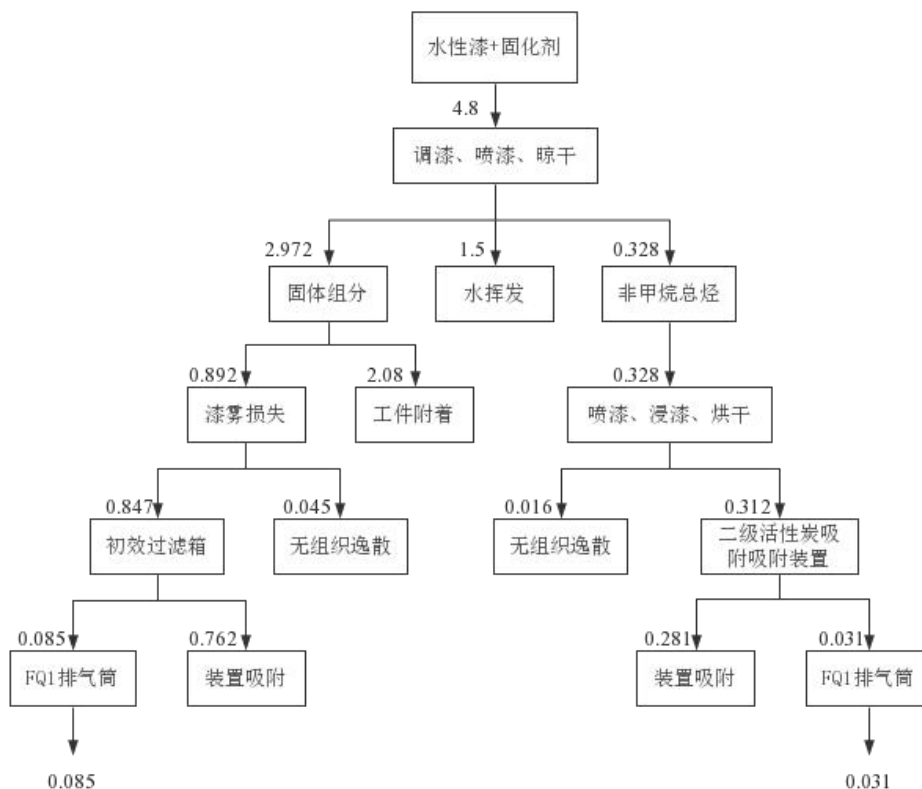 水性漆+固化剂
4.8
调漆、喷漆、晾干
2.972
1.5
0.328
固体组分
水挥发
非甲烷总烃
0.892
2.08
0.328
漆雾损失
工件附着
喷漆、浸漆、烘干
0.847
0.045
0.016
0.312
初效过滤箱
无组织逸散
无组织逸散
二级活性炭吸
附吸附装置
0.085
0.762
0.281
0.031
FQ1排气筒
装置吸附
装置吸附
FQ1排气筒
0.085
0.031